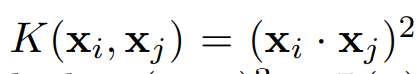 K(𝐱ᵢ, 𝐱ⱼ) = (𝐱ᵢ · 𝐱ⱼ)²